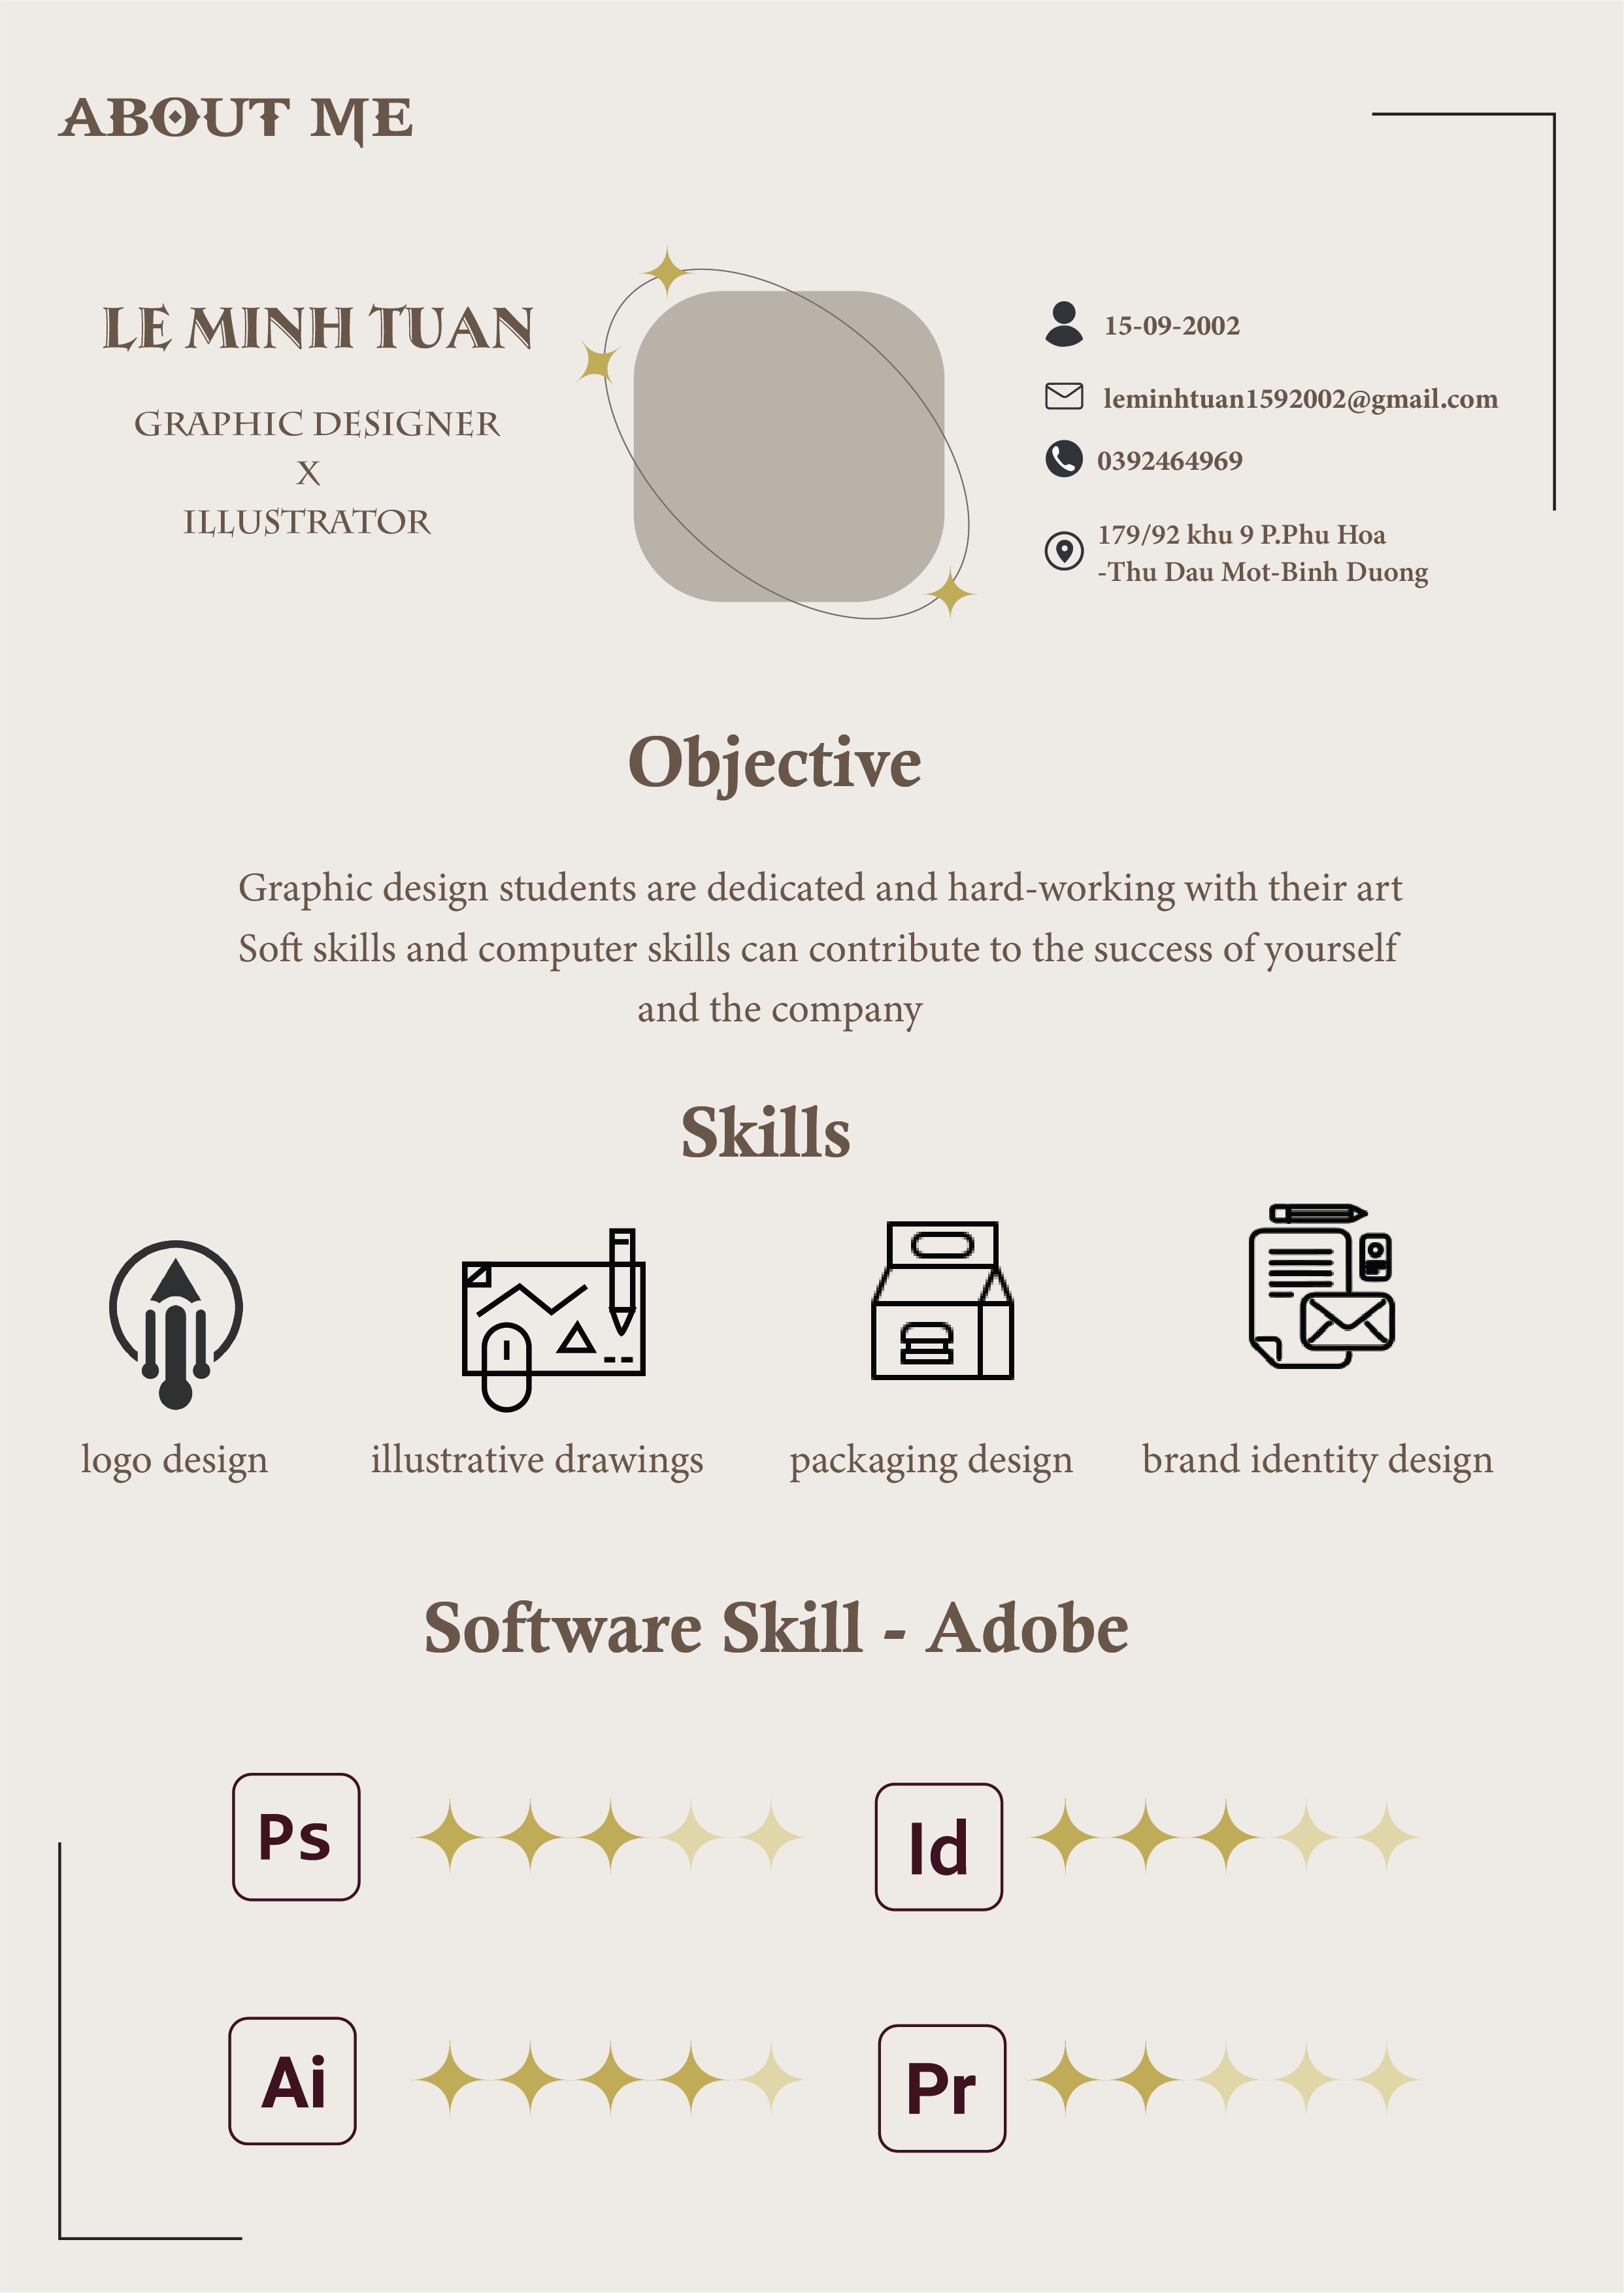 ABOUT ME
LE MINH TUAN
GRAPHIC DESIGNER
X
ILLUSTRATOR
15-09-2002
leminhtuan1592002@gmail.com
0392464969
179/92 khu 9 P.Phu Hoa
-Thu Dau Mot-Binh Duong
Objective
Graphic design students are dedicated and hard-working with their art
Soft skills and computer skills can contribute to the success of yourself
and the company
Skills
logo design
illustrative drawings
packaging design
brand identity design
Software Skill - Adobe
Ps
Id
Ai
Pr